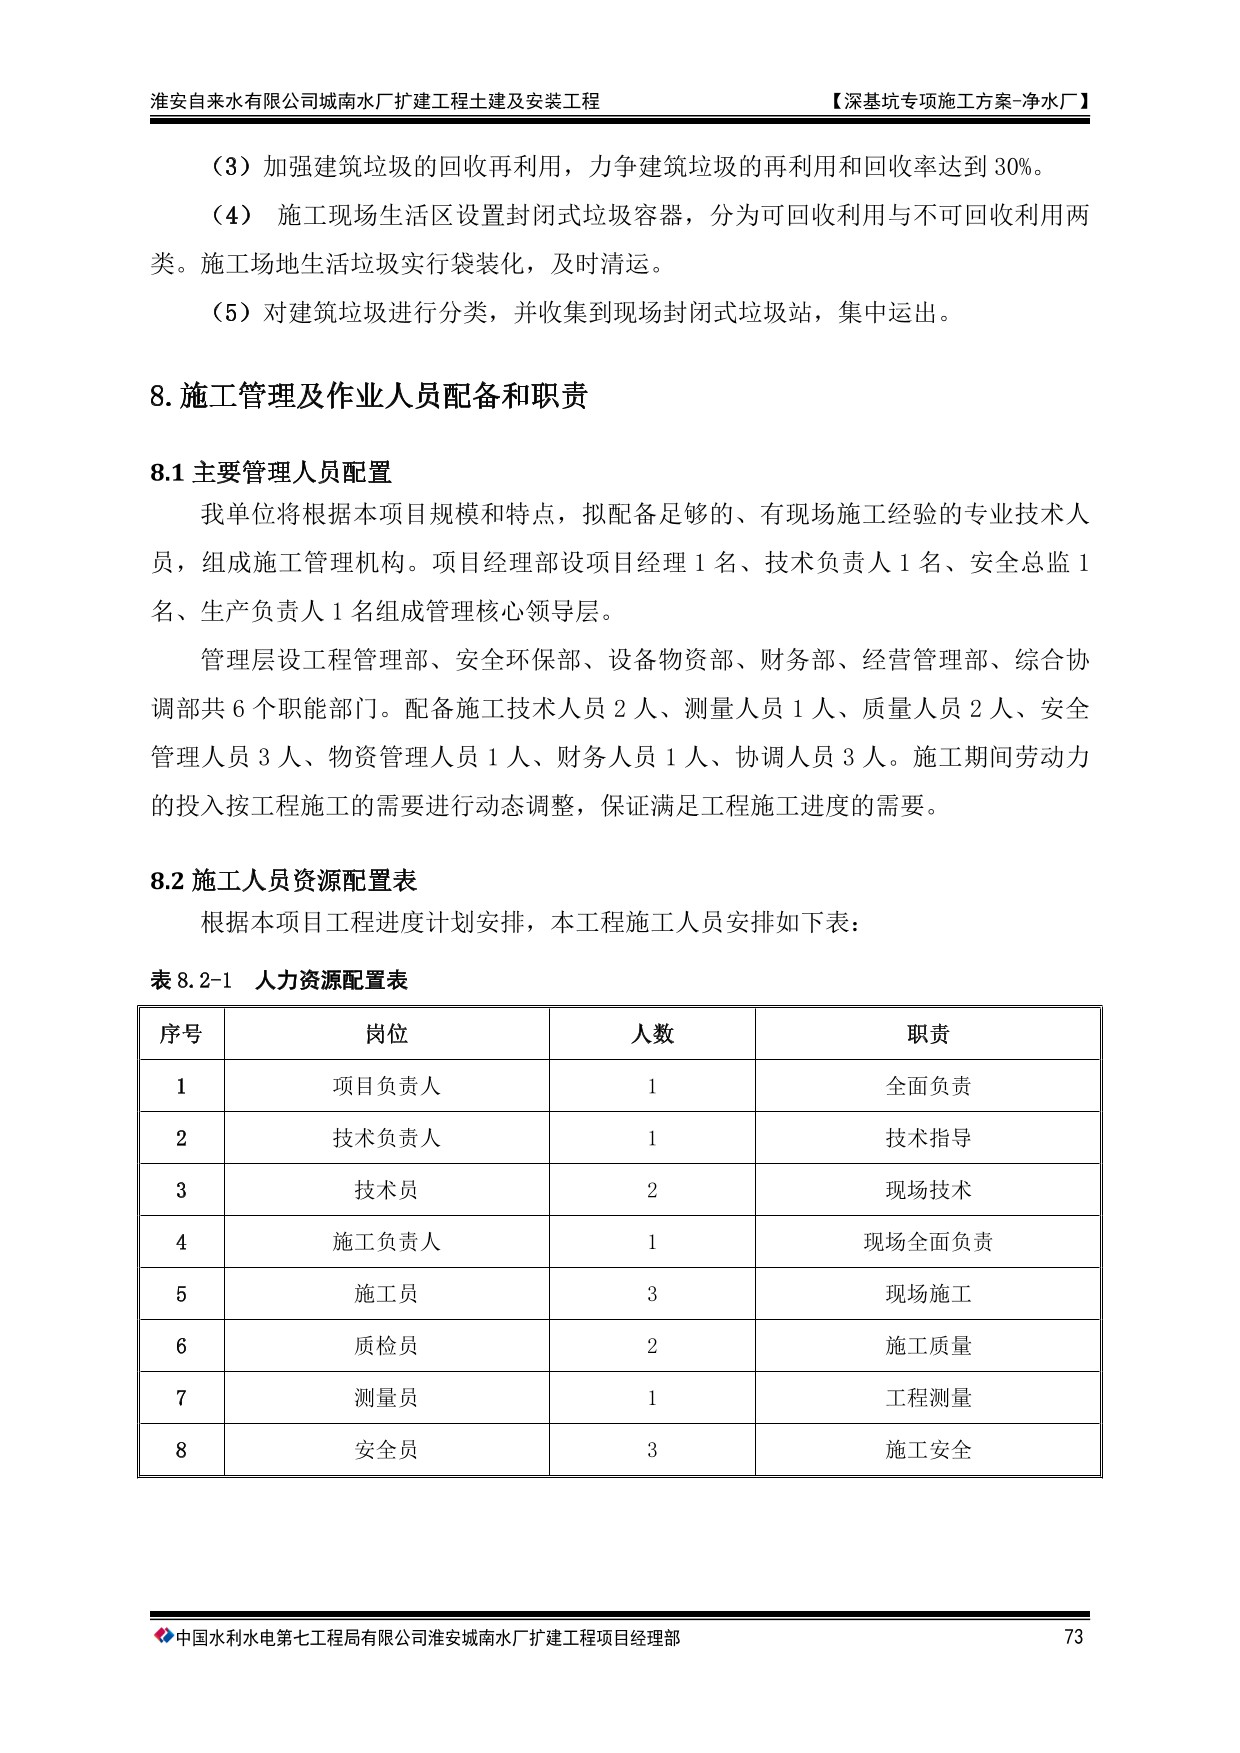 淮安自来水有限公司城南水厂扩建工程土建及安装工程 【深基坑专项施工方案-净水厂】
（3）加强建筑垃圾的回收再利用，力争建筑垃圾的再利用和回收率达到 30%。
（4） 施工现场生活区设置封闭式垃圾容器，分为可回收利用与不可回收利用两
类。施工场地生活垃圾实行袋装化，及时清运。
（5）对建筑垃圾进行分类，并收集到现场封闭式垃圾站，集中运出。
8.施工管理及作业人员配备和职责
8.1 主要管理人员配置
我单位将根据本项目规模和特点，拟配备足够的、有现场施工经验的专业技术人
员，组成施工管理机构。项目经理部设项目经理 1 名、技术负责人 1 名、安全总监 1
名、生产负责人 1 名组成管理核心领导层。
管理层设工程管理部、安全环保部、设备物资部、财务部、经营管理部、综合协
调部共 6 个职能部门。配备施工技术人员 2 人、测量人员 1 人、质量人员 2 人、安全
管理人员 3 人、物资管理人员 1 人、财务人员 1 人、协调人员 3 人。施工期间劳动力
的投入按工程施工的需要进行动态调整，保证满足工程施工进度的需要。
8.2 施工人员资源配置表
根据本项目工程进度计划安排，本工程施工人员安排如下表：
表 8.2-1 人力资源配置表
序号 岗位 人数 职责
1 项目负责人 1 全面负责
2 技术负责人 1 技术指导
3 技术员 2 现场技术
4 施工负责人 1 现场全面负责
5 施工员 3 现场施工
6 质检员 2 施工质量
7 测量员 1 工程测量
8 安全员 3 施工安全
中国水利水电第七工程局有限公司淮安城南水厂扩建工程项目经理部 73